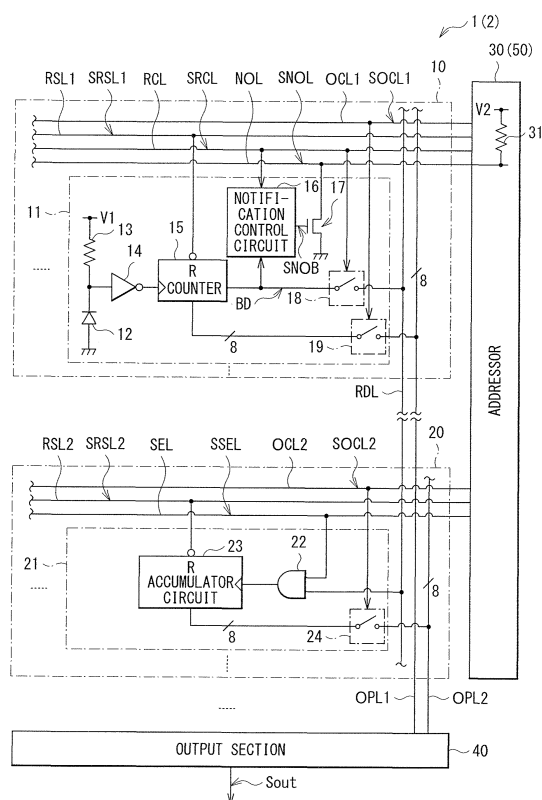 1(2)
30(50)
10
RSL1 SRSL1 RCL SRCL NOL SNOL OCL1 SOCL1
V2
31
11
V1
13
14
15
16
17
NOTIFI-
CATION
CONTROL
CIRCUIT
R
COUNTER
SNOB
BD
18
8
12
8
19
RDL
ADDRESSOR
RSL2 SRSL2 SEL SSEL OCL2 SOCL2
20
21
23
22
R
ACCUMULATOR
CIRCUIT
8
8
24
OPL1 OPL2
OUTPUT SECTION
40
Sout